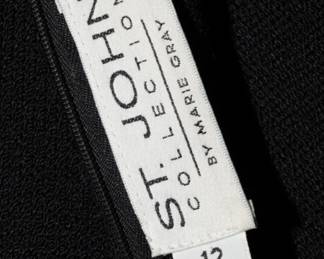 ST. JOHN
COLLECTION
BY MARIE GRAY
12